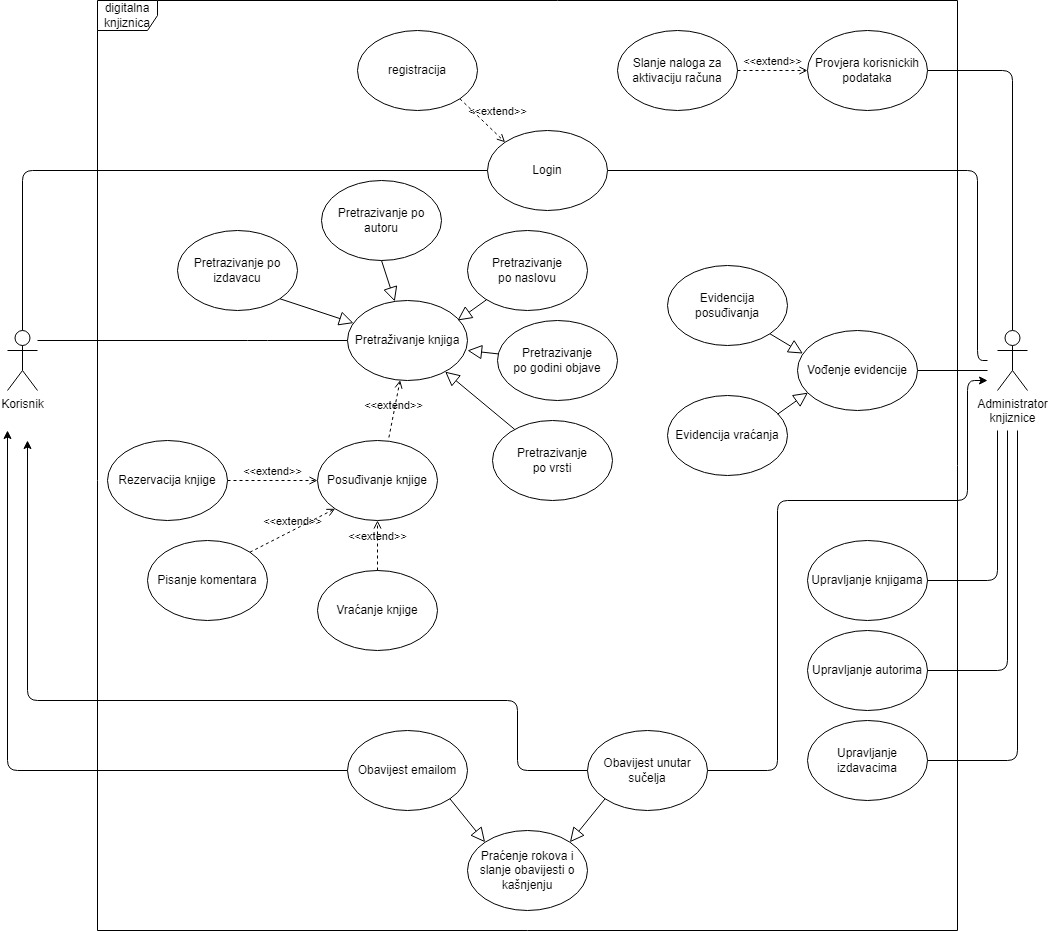 digitalna
knjiznica
registracija
<<extend>>
Slanje naloga za
aktivaciju računa
<<extend>>
Provjera korisnickih
podataka
Login
Pretrazivanje po
autoru
Pretrazivanje po
izdavacu
Pretrazivanje
po naslovu
Evidencija
posuđivanja
Pretraživanje knjiga
Pretrazivanje
po godini objave
Vođenje evidencije
Korisnik
Administrator
knjiznice
<<extend>>
Evidencija vraćanja
Pretrazivanje
po vrsti
Rezervacija knjige
<<extend>>
Posuđivanje knjige
<<extend>>
<<extend>>
Pisanje komentara
Vraćanje knjige
Upravljanje knjigama
Upravljanje autorima
Upravljanje
izdavacima
Obavijest emailom
Obavijest unutar
sučelja
Praćenje rokova i
slanje obavijesti o
kašnjenju